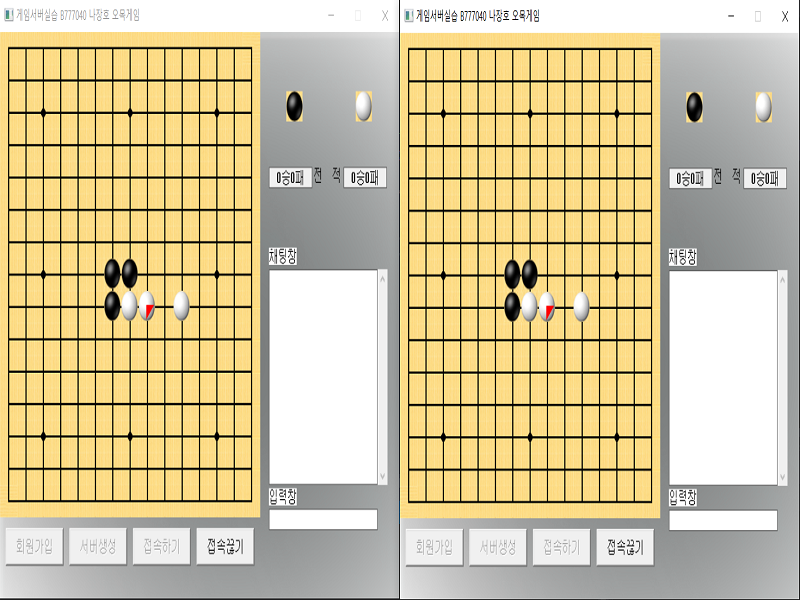 게임서버실습 B777040 나장호 오목게임
0승0패 전 적 0승0패
채팅창
입력창
회원가입 서버생성 접속하기 접속끊기
게임서버실습 B777040 나장호 오목게임
0승0패 전 적 0승0패
채팅창
입력창
회원가입 서버생성 접속하기 접속끊기